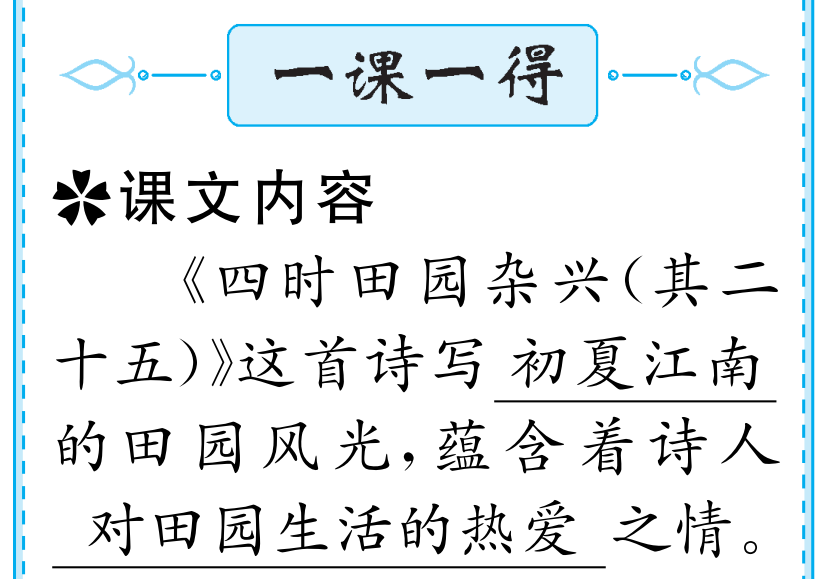 一课一得
课文内容
《四时田园杂兴(其二
十五)》这首诗写 初夏江南
的田园风光,蕴含着诗人
对田园生活的热爱 之情。